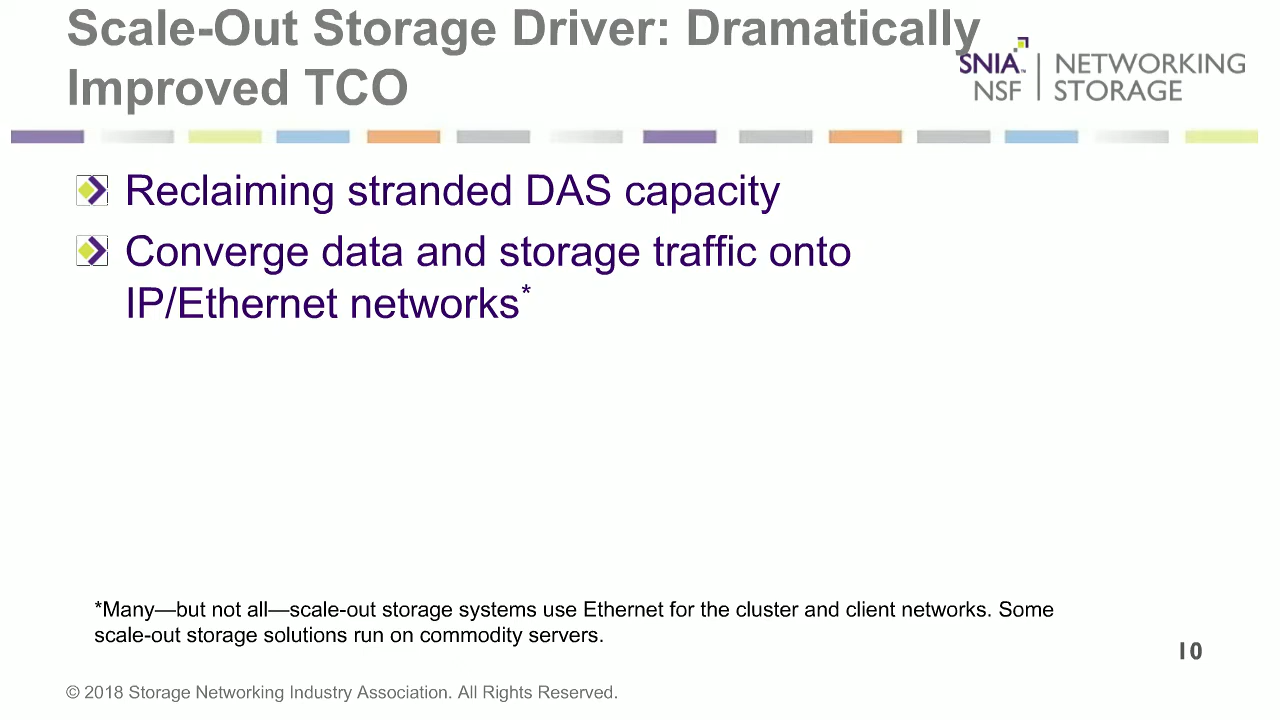 Scale-Out Storage Driver: Dramatically
Improved TCO
SNIA™ NSF | NETWORKING STORAGE
Reclaiming stranded DAS capacity
Converge data and storage traffic onto
IP/Ethernet networks*
*Many—but not all—scale-out storage systems use Ethernet for the cluster and client networks. Some
scale-out storage solutions run on commodity servers.
10
© 2018 Storage Networking Industry Association. All Rights Reserved.